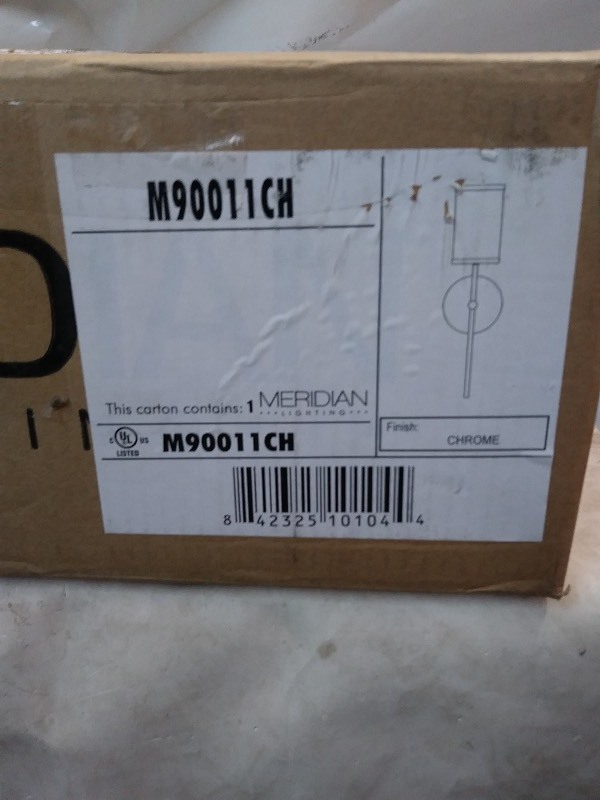 M90011CH
This carton contains: 1 MERIDIAN
LIGHTING
Finish:
CHROME
c UL us
LISTED
M90011CH
8 42325 10104 4